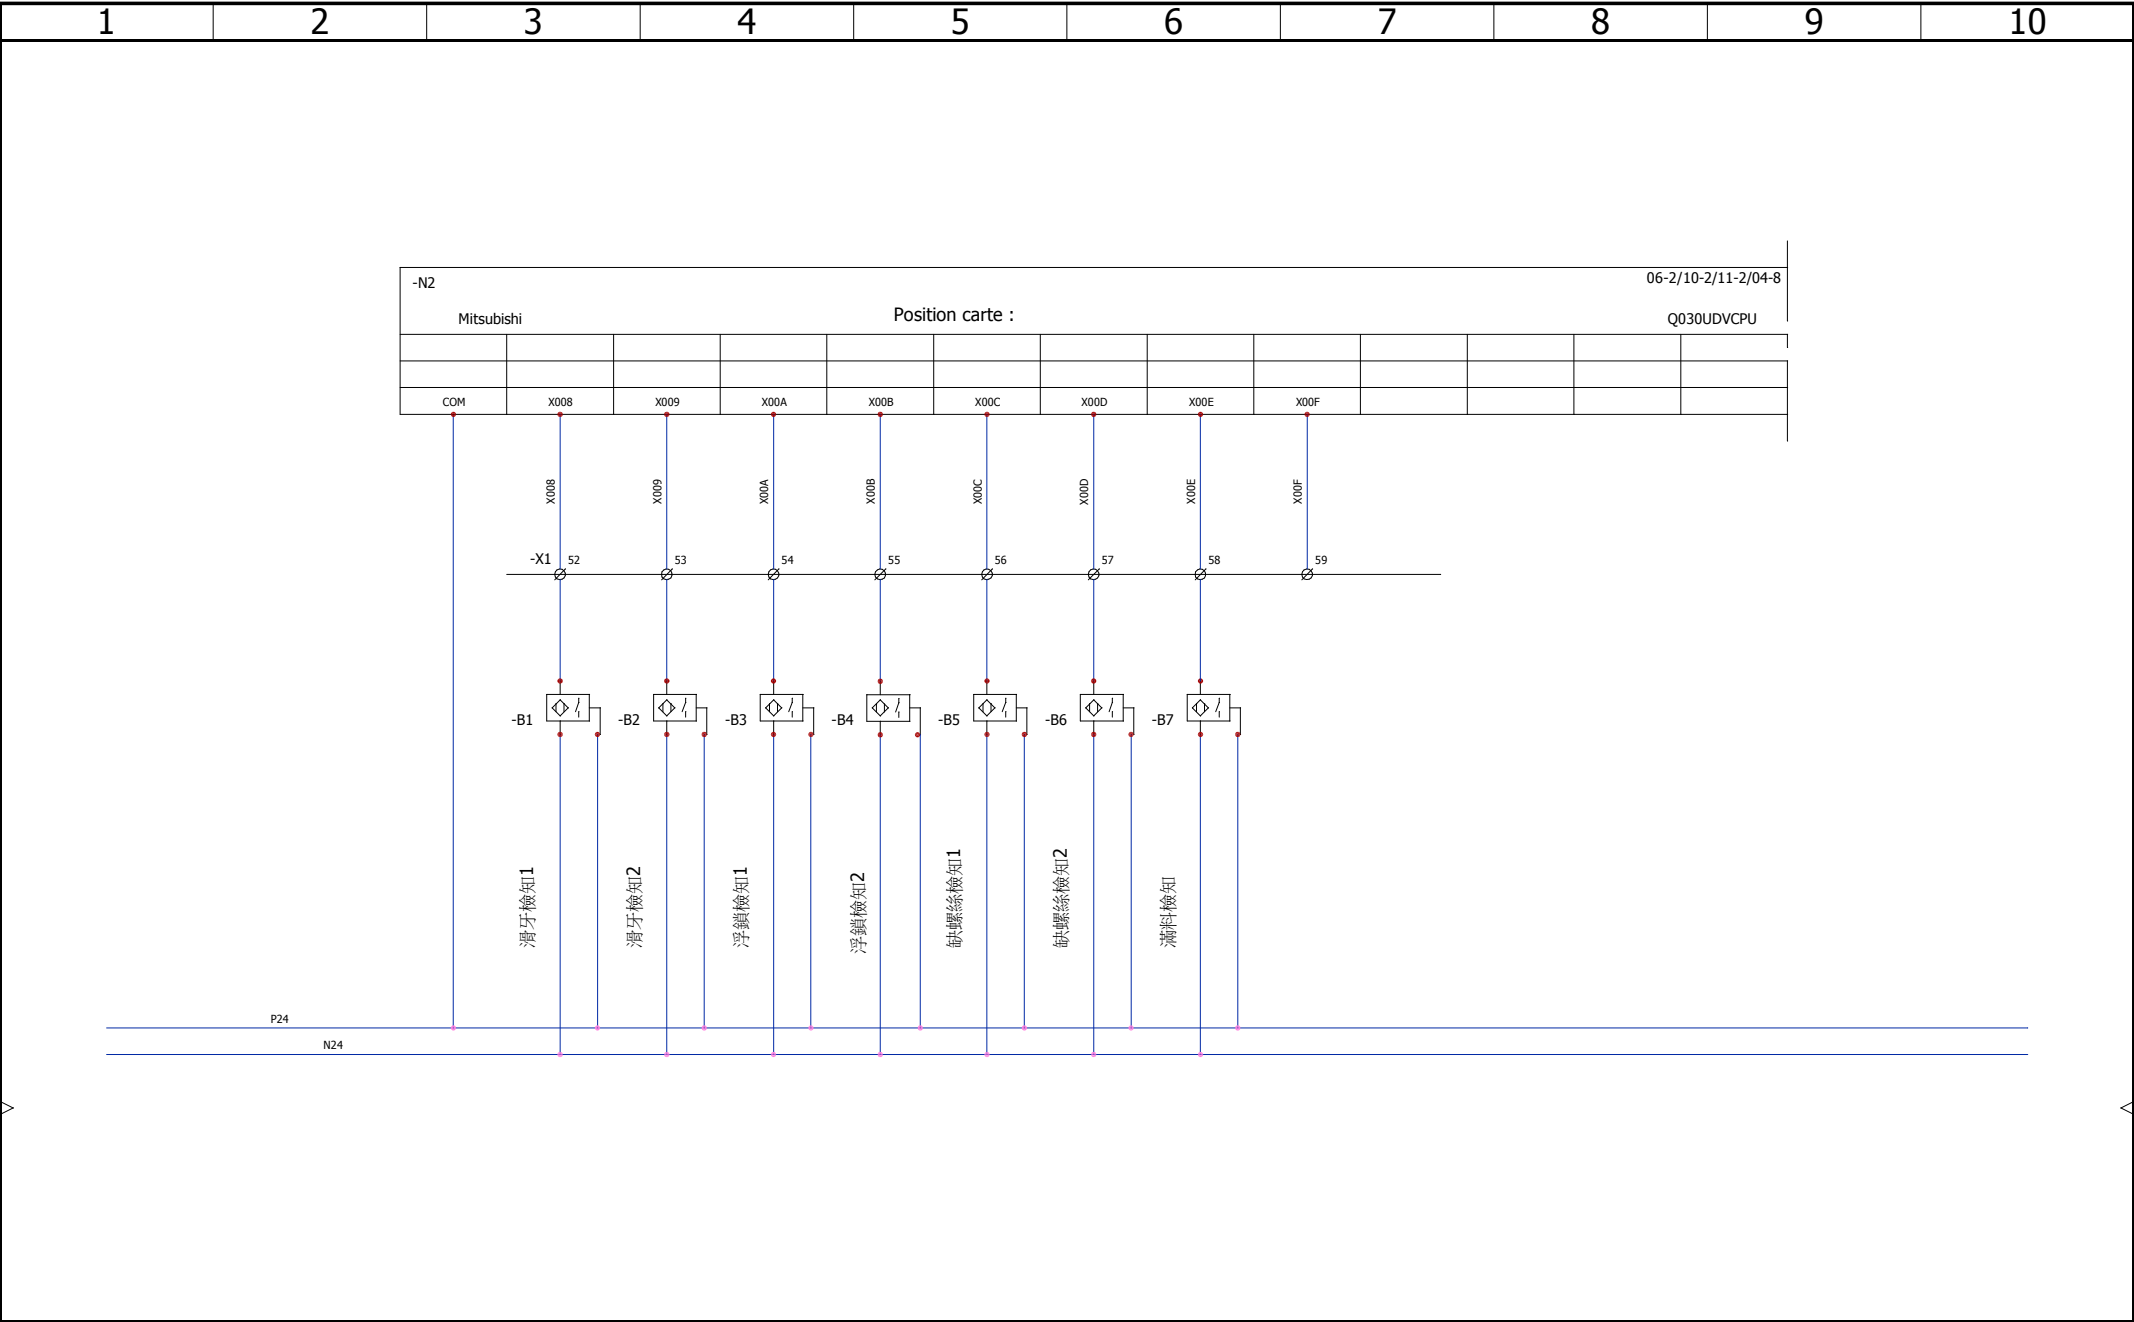 1 2 3 4 5 6 7 8 9 10
-N2 06-2/10-2/11-2/04-8
Mitsubishi Position carte : Q030UDVCPU
COM X008 X009 X00A X00B X00C X00D X00E X00F
X008 X009 X00A X00B X00C X00D X00E X00F
-X1 52 53 54 55 56 57 58 59
-B1 -B2 -B3 -B4 -B5 -B6 -B7
滑牙檢知1
滑牙檢知2
浮鎖檢知1
浮鎖檢知2
缺螺絲檢知1
缺螺絲檢知2
滿料檢知
P24
N24